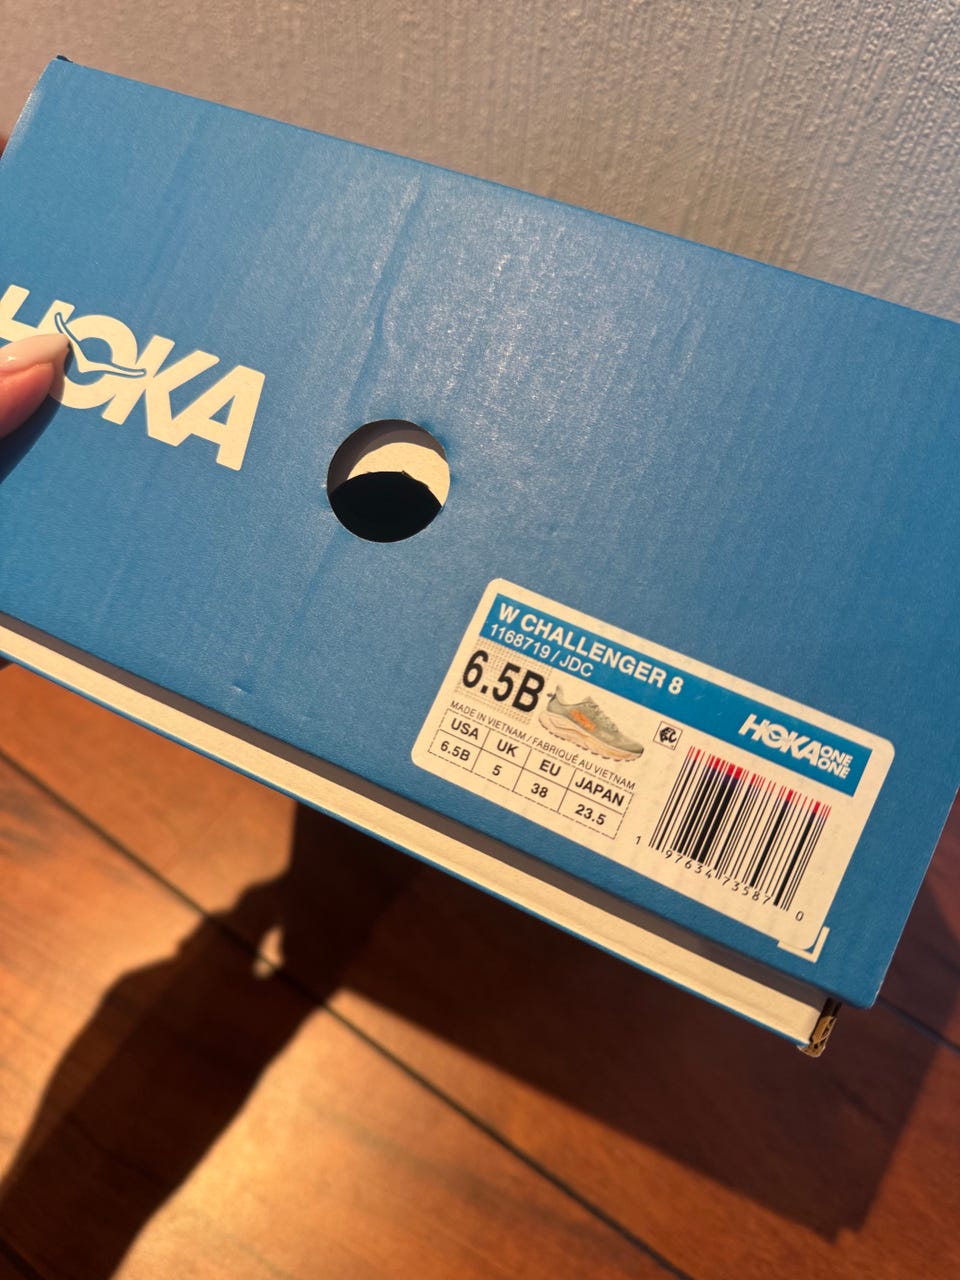 HOKA
W CHALLENGER 8
1168719 / JDC
6.5B
HOKA ONE ONE
MADE IN VIETNAM / FABRIQUÉ AU VIETNAM
USA UK EU JAPAN
6.5B 5 38 23.5
1 97634 73587 0